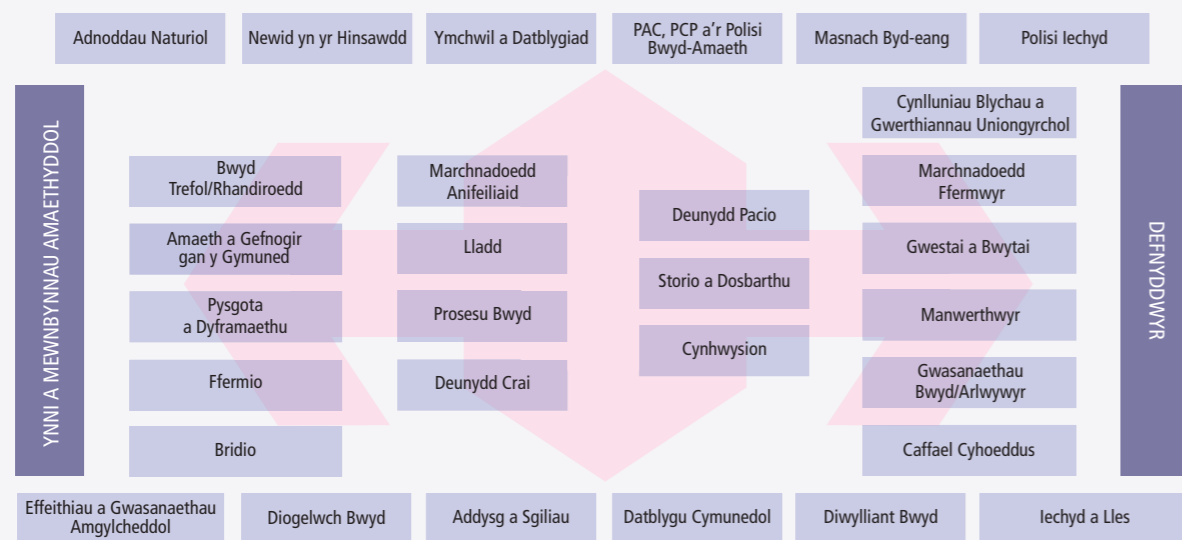 Adnoddau Naturiol
Newid yn yr Hinsawdd
Ymchwil a Datblygiad
PAC, PCP a'r Polisi
Bwyd-Amaeth
Masnach Byd-eang
Polisi Iechyd
YNNI A MEWNBYNNAU AMAETHYDDOL
Bwyd
Trefol/Rhandiroedd
Amaeth a Gefnogir
gan y Gymuned
Pysgota
a Dyframaethu
Ffermio
Bridio
Marchnadoedd
Anifeiliaid
Lladd
Prosesu Bwyd
Deunydd Crai
Deunydd Pacio
Storio a Dosbarthu
Cynhwysion
Cynlluniau Blychau a
Gwerthiannau Uniongyrchol
Marchnadoedd
Ffermwyr
Gwestai a Bwytai
Manwerthwyr
Gwasanaethau
Bwyd/Arlwywyr
Caffael Cyhoeddus
DEFNYDDWYR
Effeithiau a Gwasanaethau
Amgylcheddol
Diogelwch Bwyd
Addysg a Sgiliau
Datblygu Cymunedol
Diwylliant Bwyd
Iechyd a Lles